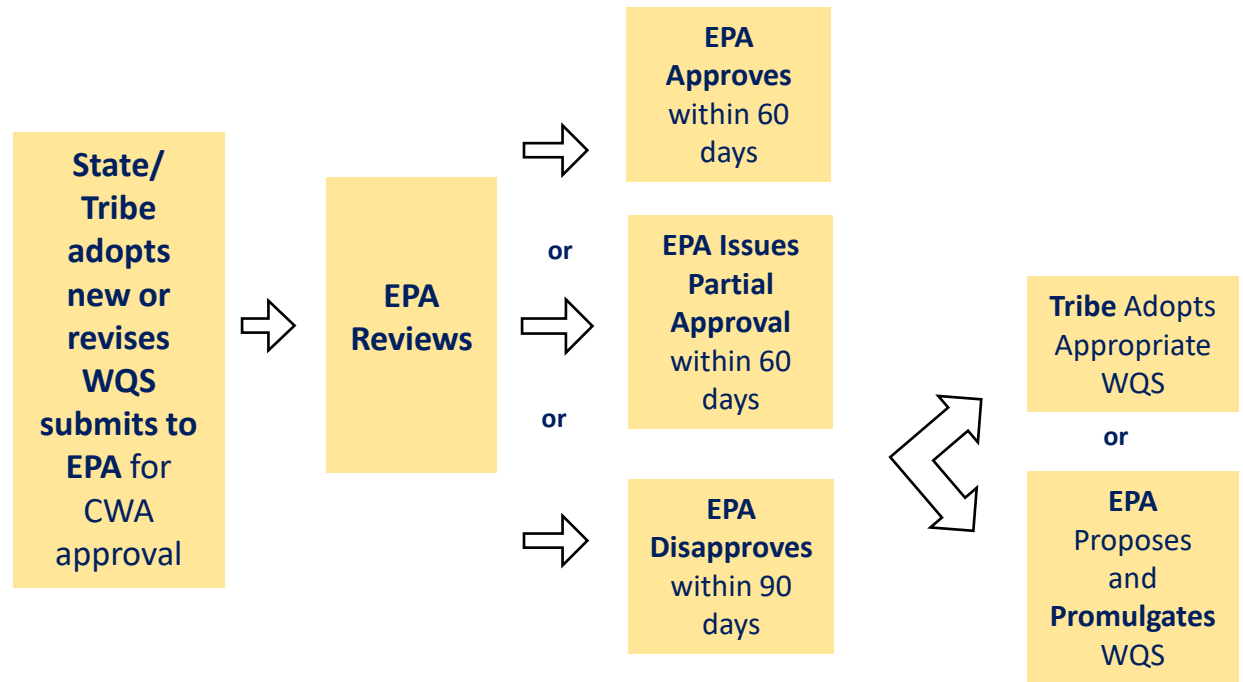 State/
Tribe
adopts
new or
revises
WQS
submits to
EPA for
CWA
approval
EPA
Reviews
EPA
Approves
within 60
days
or
EPA Issues
Partial
Approval
within 60
days
or
EPA
Disapproves
within 90
days
Tribe Adopts
Appropriate
WQS
or
EPA
Proposes
and
Promulgates
WQS